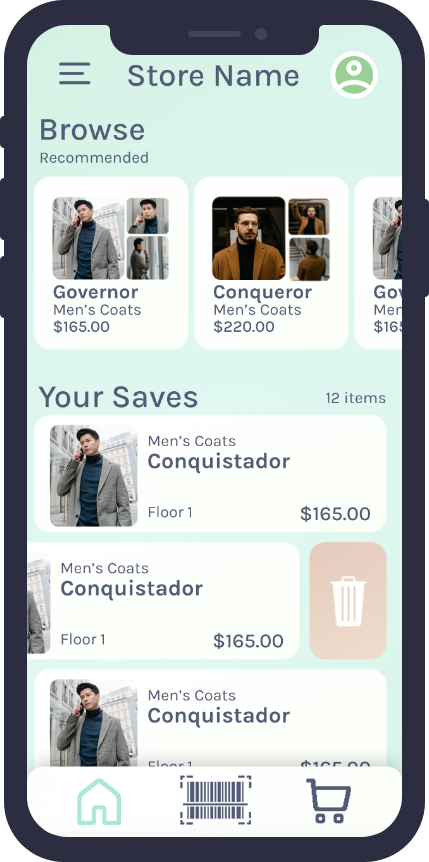 Store Name
Browse
Recommended
Governor
Men's Coats
$165.00
Conqueror
Men's Coats
$220.00
Gov
Men's
$165
Your Saves
12 items
Men's Coats
Conquistador
Floor 1
$165.00
Men's Coats
Conquistador
Floor 1
$165.00
Men's Coats
Conquistador
Floor 1
$165.00